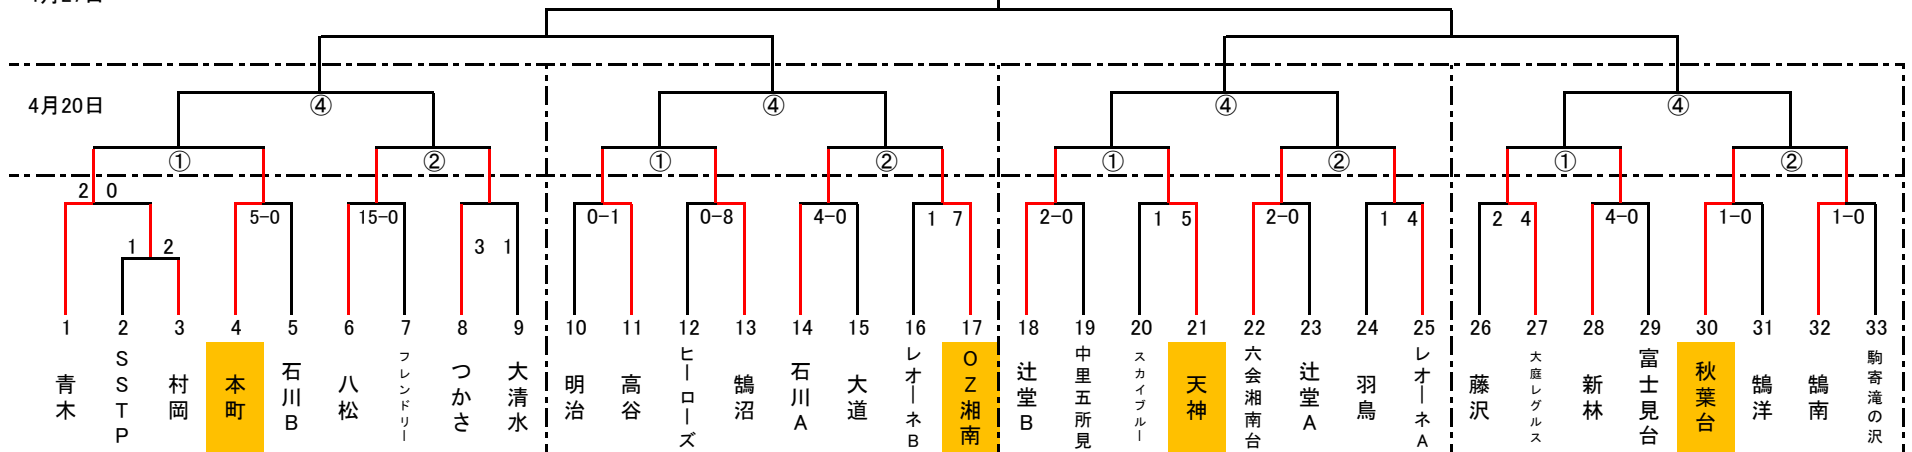 4月20日
④ ④ ④ ④
① ② ① ② ① ② ① ②
2 0
5-0 15-0 0-1 0-8 4-0 1 7 2-0 1 5 2-0 1 4 2 4 4-0 1-0 1-0
1 2 3 1
1 2 3 4 5 6 7 8 9 10 11 12 13 14 15 16 17 18 19 20 21 22 23 24 25 26 27 28 29 30 31 32 33
青木
SSTP
村岡
本町
石川B
八松
フレンドリー
つかさ
大清水
明治
高谷
ヒーローズ
鵠沼
石川A
大道
レオーネB
OZ湘南
辻堂B
中里五所見
スカイブルー
天神
六会湘南台
辻堂A
羽鳥
レオーネA
藤沢
大庭レグルス
新林
富士見台
秋葉台
鵠洋
鵠南
駒寄滝の沢